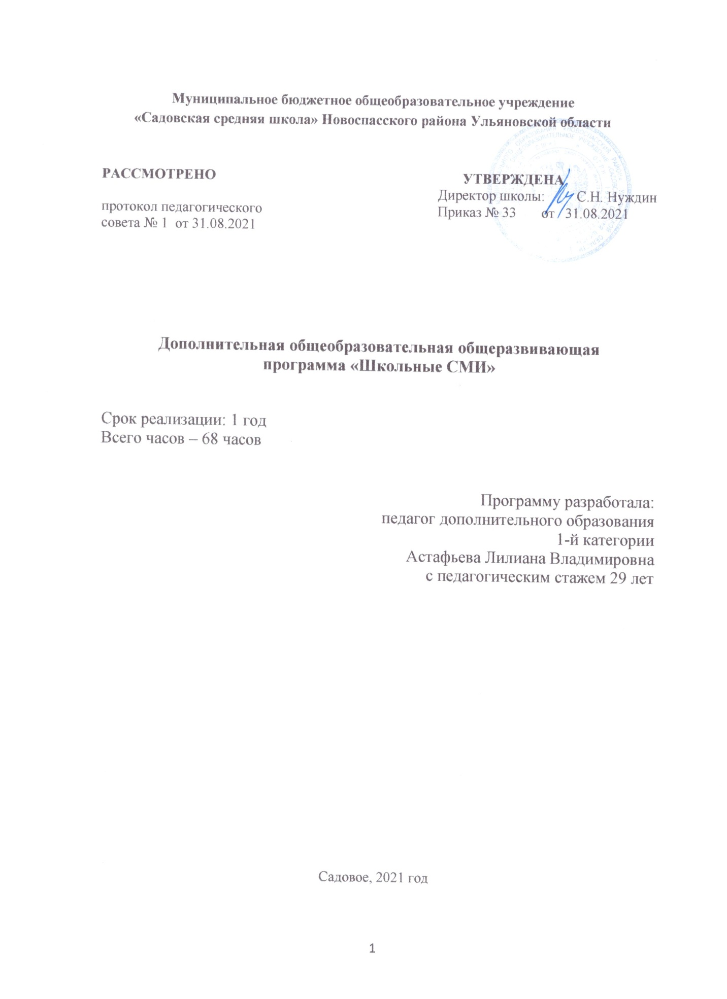 Муниципальное бюджетное общеобразовательное учреждение
«Садовская средняя школа» Новоспасского района Ульяновской области
РАССМОТРЕНО
протокол педагогического
совета № 1 от 31.08.2021
УТВЕРЖДЕНА
Директор школы: С.Н. Нуждин
Приказ № 33 от 31.08.2021
Дополнительная общеобразовательная общеразвивающая
программа «Школьные СМИ»
Срок реализации: 1 год
Всего часов – 68 часов
Программу разработала:
педагог дополнительного образования
1-й категории
Астафьева Лилиана Владимировна
с педагогическим стажем 29 лет
Садовое, 2021 год
1